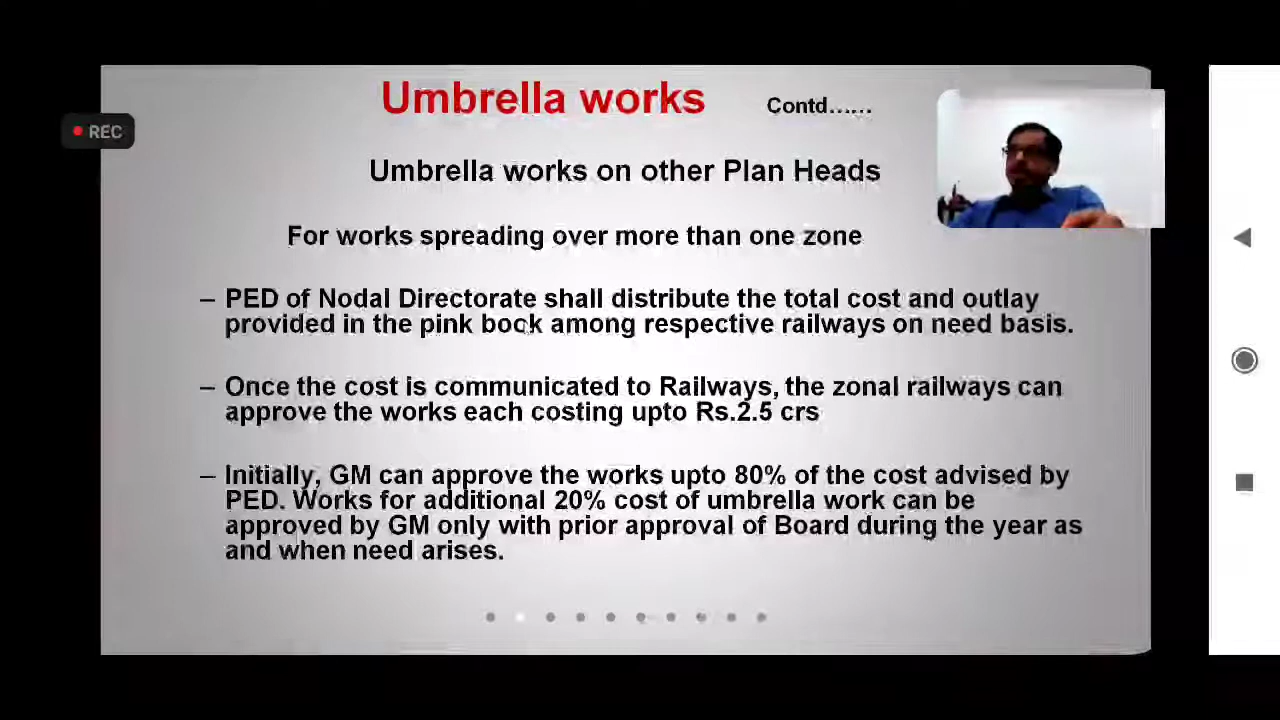 Umbrella works Contd......
REC
Umbrella works on other Plan Heads
For works spreading over more than one zone
– PED of Nodal Directorate shall distribute the total cost and outlay
provided in the pink book among respective railways on need basis.
– Once the cost is communicated to Railways, the zonal railways can
approve the works each costing upto Rs.2.5 crs
– Initially, GM can approve the works upto 80% of the cost advised by
PED. Works for additional 20% cost of umbrella work can be
approved by GM only with prior approval of Board during the year as
and when need arises.